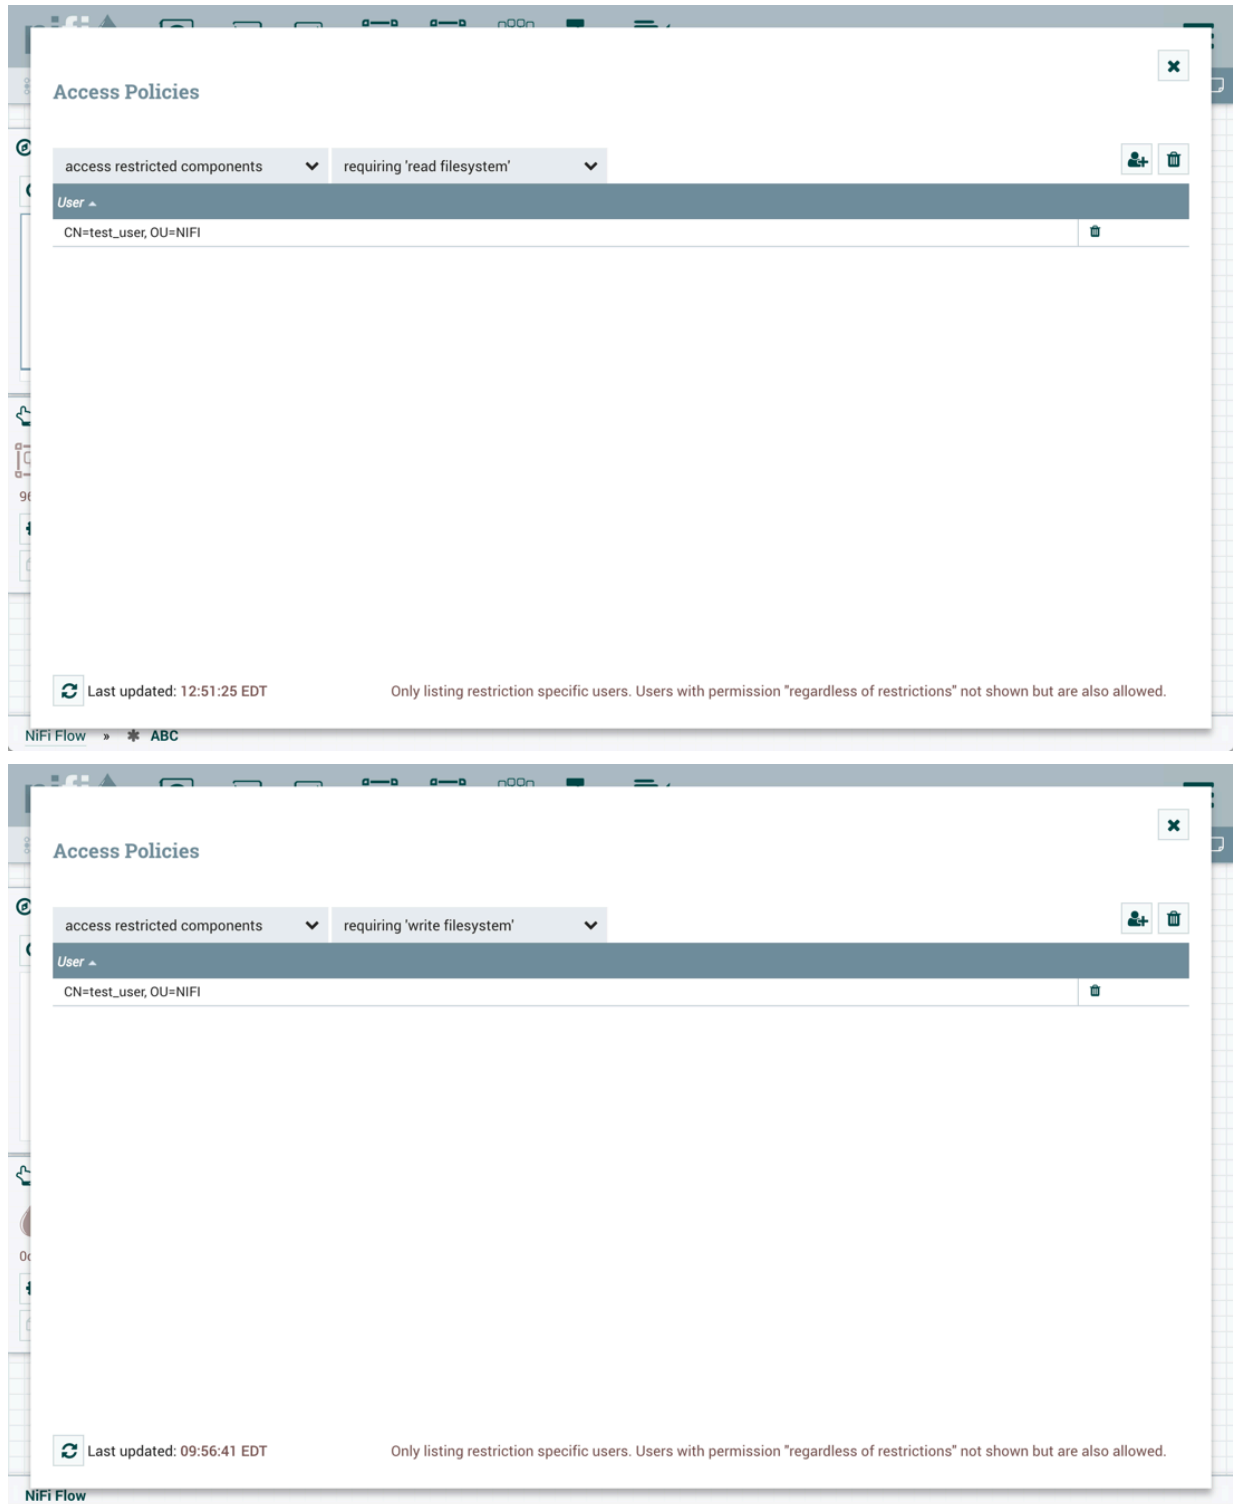 Access Policies
access restricted components requiring 'read filesystem'
User
CN=test_user, OU=NIFI
Last updated: 12:51:25 EDT Only listing restriction specific users. Users with permission "regardless of restrictions" not shown but are also allowed.
NiFi Flow » ABC
Access Policies
access restricted components requiring 'write filesystem'
User
CN=test_user, OU=NIFI
Last updated: 09:56:41 EDT Only listing restriction specific users. Users with permission "regardless of restrictions" not shown but are also allowed.
NiFi Flow